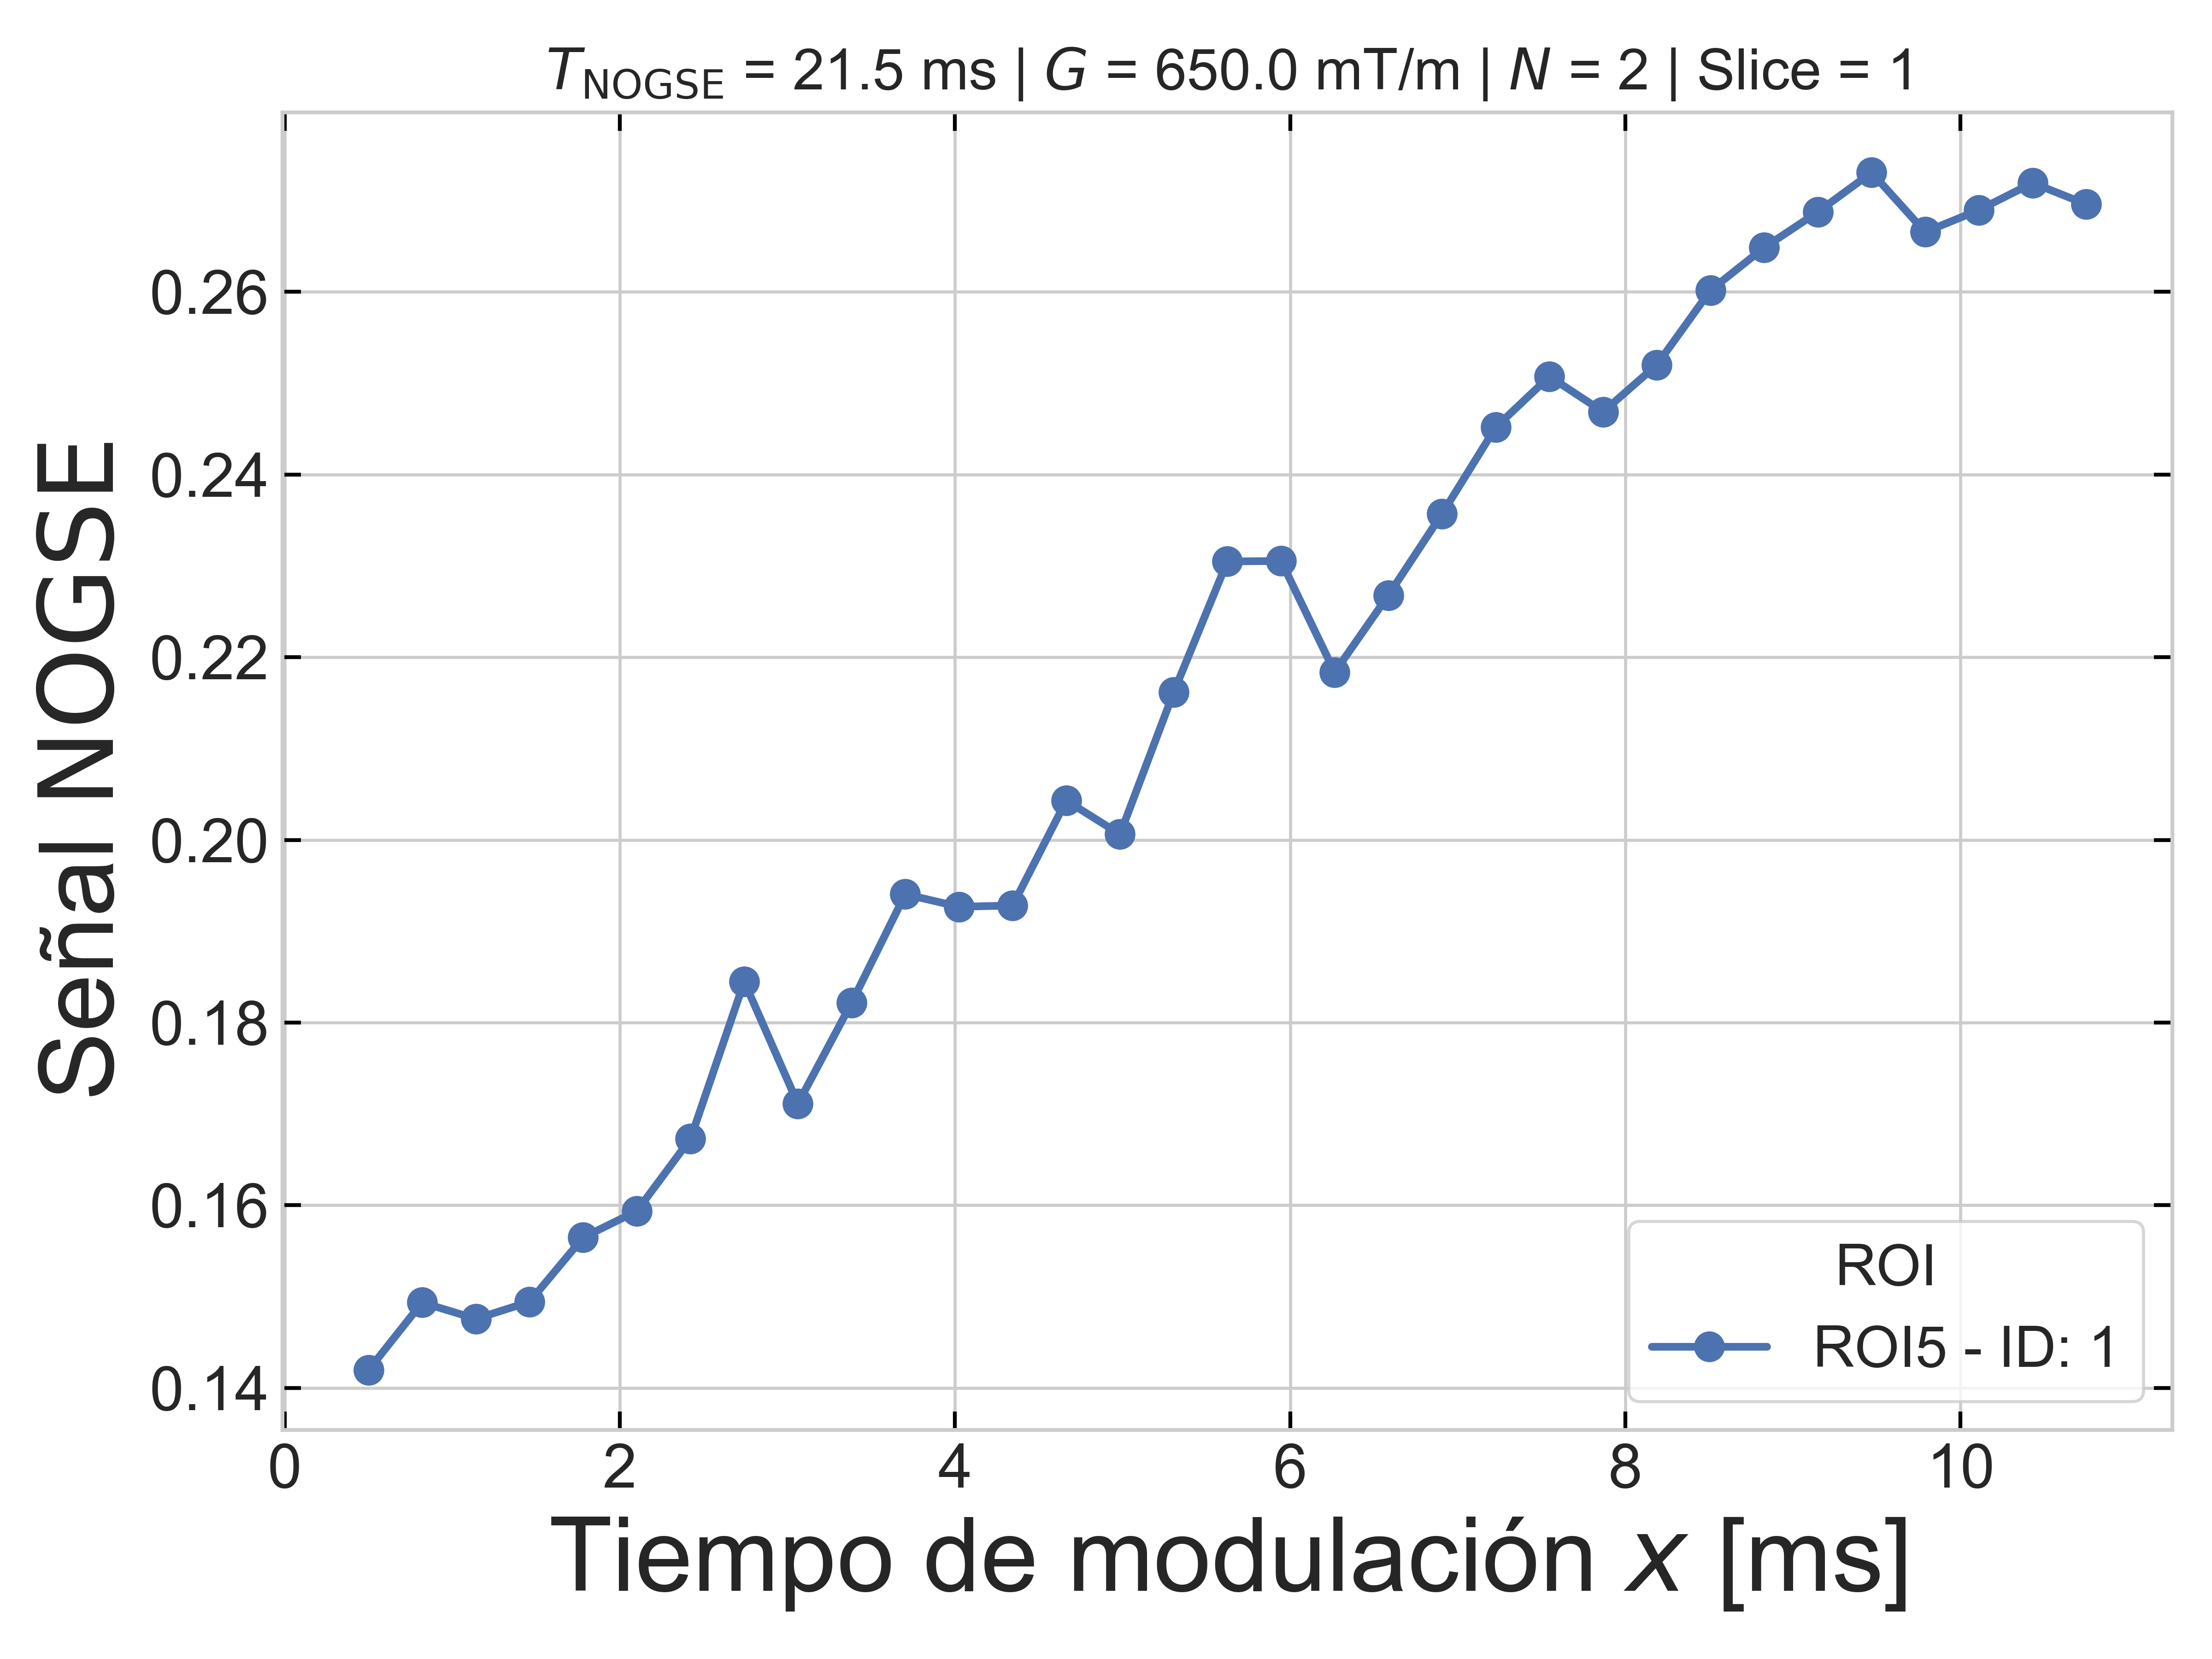 T_NOGSE = 21.5 ms | G = 650.0 mT/m | N = 2 | Slice = 1
Señal NOGSE
0.26
0.24
0.22
0.20
0.18
0.16
0.14
ROI
ROI5 - ID: 1
0 2 4 6 8 10
Tiempo de modulación x [ms]